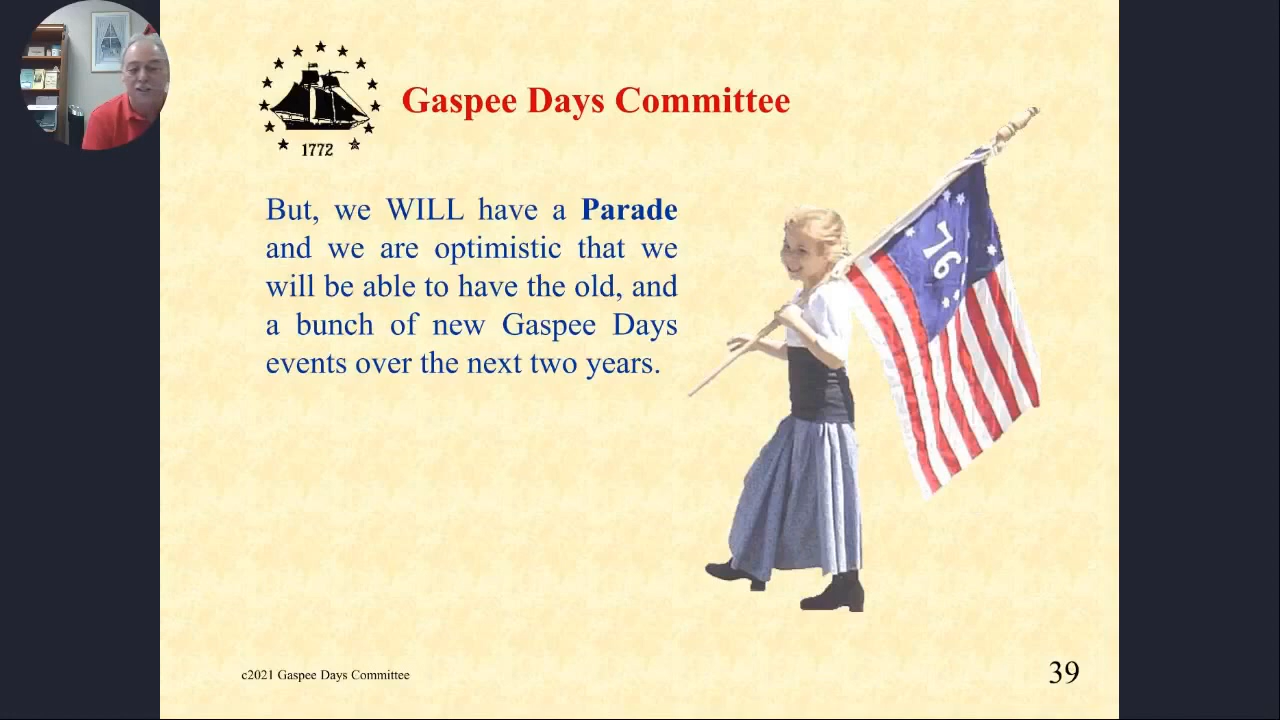 Gaspee Days Committee
1772
But, we WILL have a Parade
and we are optimistic that we
will be able to have the old, and
a bunch of new Gaspee Days
events over the next two years.
76
c2021 Gaspee Days Committee
39